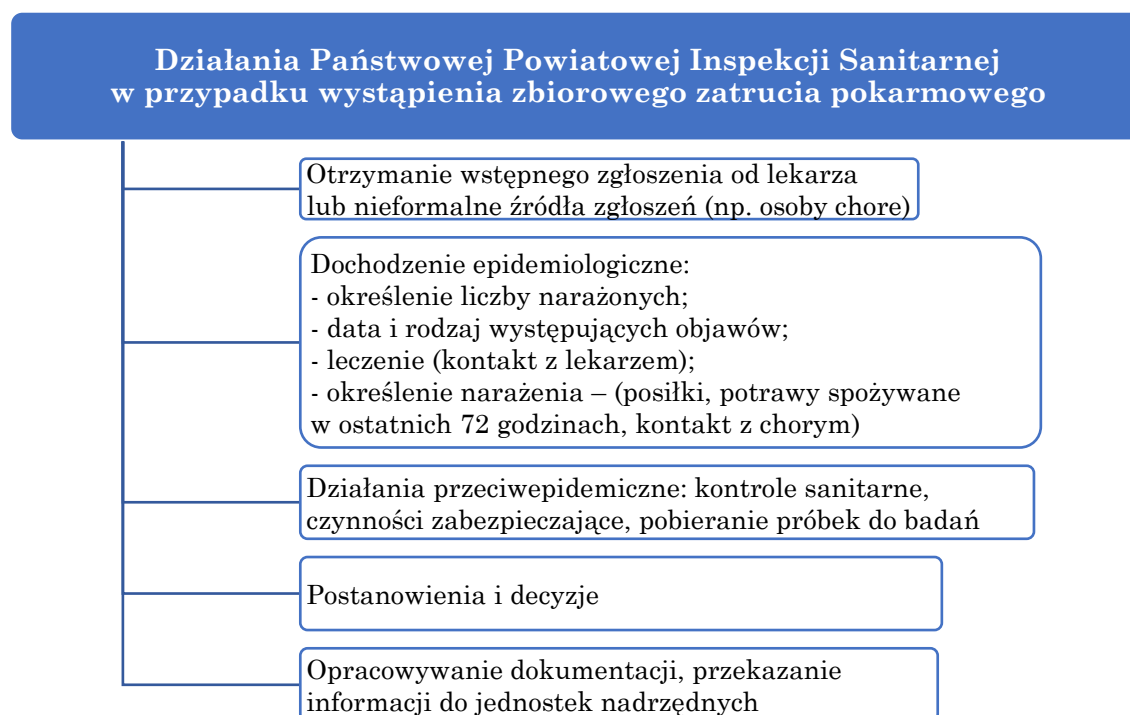 Działania Państwowej Powiatowej Inspekcji Sanitarnej
w przypadku wystąpienia zbiorowego zatrucia pokarmowego
Otrzymanie wstępnego zgłoszenia od lekarza
lub nieformalne źródła zgłoszeń (np. osoby chore)
Dochodzenie epidemiologiczne:
- określenie liczby narażonych;
- data i rodzaj występujących objawów;
- leczenie (kontakt z lekarzem);
- określenie narażenia – (posiłki, potrawy spożywane
w ostatnich 72 godzinach, kontakt z chorym)
Działania przeciwepidemiczne: kontrole sanitarne,
czynności zabezpieczające, pobieranie próbek do badań
Postanowienia i decyzje
Opracowywanie dokumentacji, przekazanie
informacji do jednostek nadrzędnych